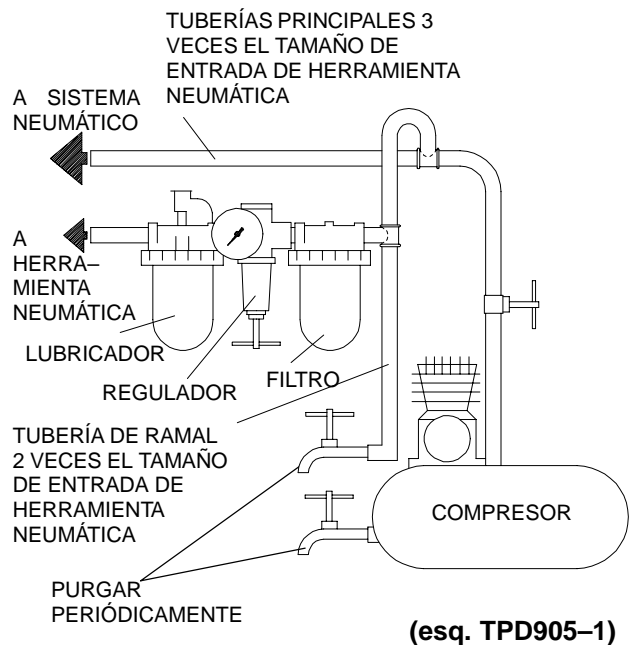 TUBERÍAS PRINCIPALES 3
VECES EL TAMAÑO DE
ENTRADA DE HERRAMIENTA
NEUMÁTICA
A SISTEMA
NEUMÁTICO
A
HERRA–
MIENTA
NEUMÁTICA
LUBRICADOR
REGULADOR
FILTRO
TUBERÍA DE RAMAL
2 VECES EL TAMAÑO
DE ENTRADA DE
HERRAMIENTA
NEUMÁTICA
COMPRESOR
PURGAR
PERIÓDICAMENTE
(esq. TPD905–1)